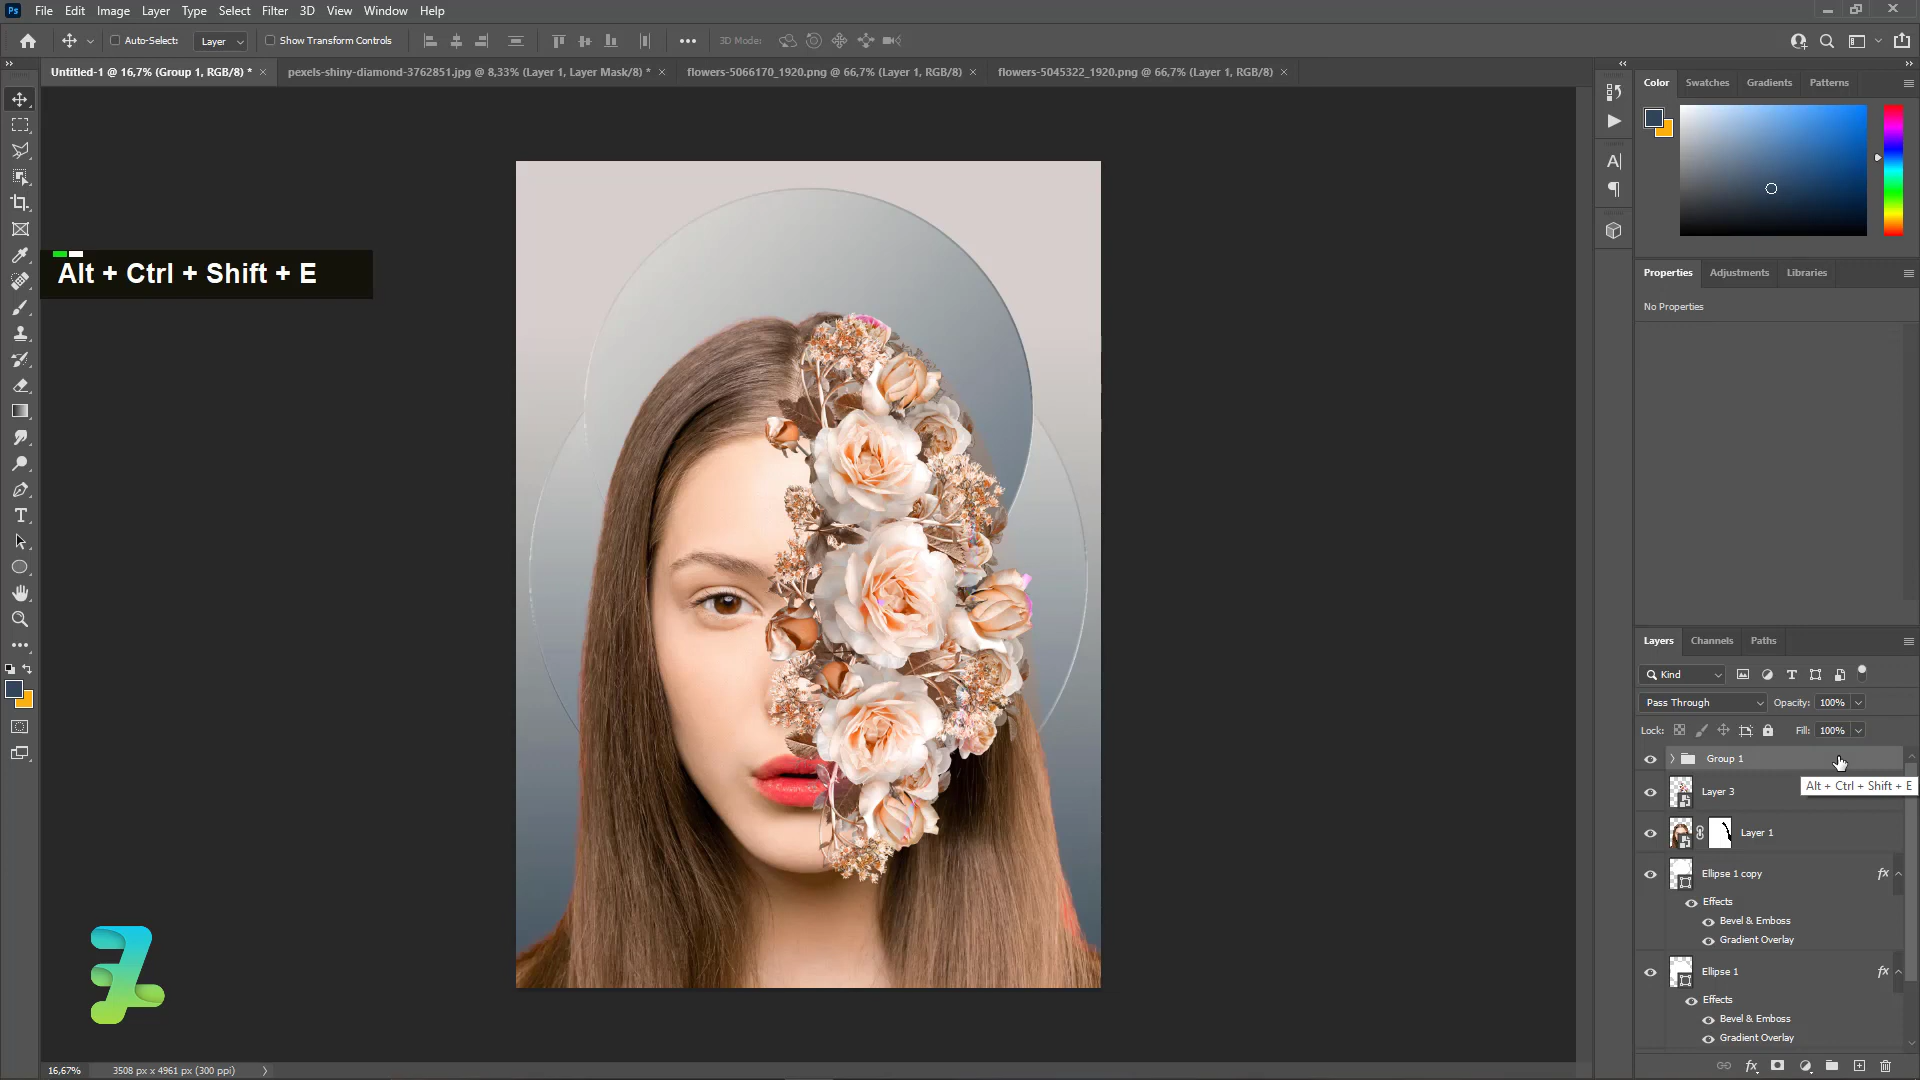 Ps File Edit Image Layer Type Select Filter 3D View Window Help
Auto-Select: Layer Show Transform Controls 3D Mode:
Untitled-1 @ 16,7% (Group 1, RGB/8) * × pexels-shiny-diamond-3762851.jpg @ 8,33% (Layer 1, Layer Mask/8) * × flowers-5066170_1920.png @ 66,7% (Layer 1, RGB/8) × flowers-5045322_1920.png @ 66,7% (Layer 1, RGB/8) ×
Color Swatches Gradients Patterns
Alt + Ctrl + Shift + E
Properties Adjustments Libraries
No Properties
Layers Channels Paths
Kind
Pass Through Opacity: 100%
Lock: Fill: 100%
Group 1
Alt + Ctrl + Shift + E
Layer 3
Layer 1
Ellipse 1 copy fx
Effects
Bevel & Emboss
Gradient Overlay
Ellipse 1 fx
Effects
Bevel & Emboss
Gradient Overlay
16,67% 3508 px x 4961 px (300 ppi)